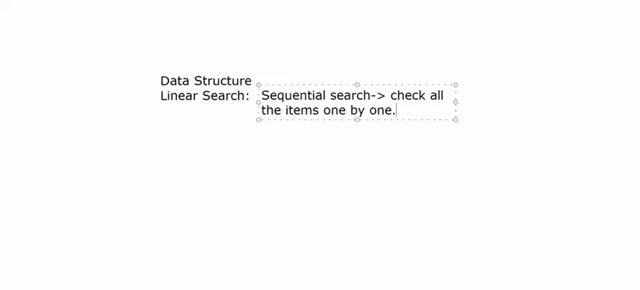 Data Structure
Linear Search: Sequential search-> check all
the items one by one.